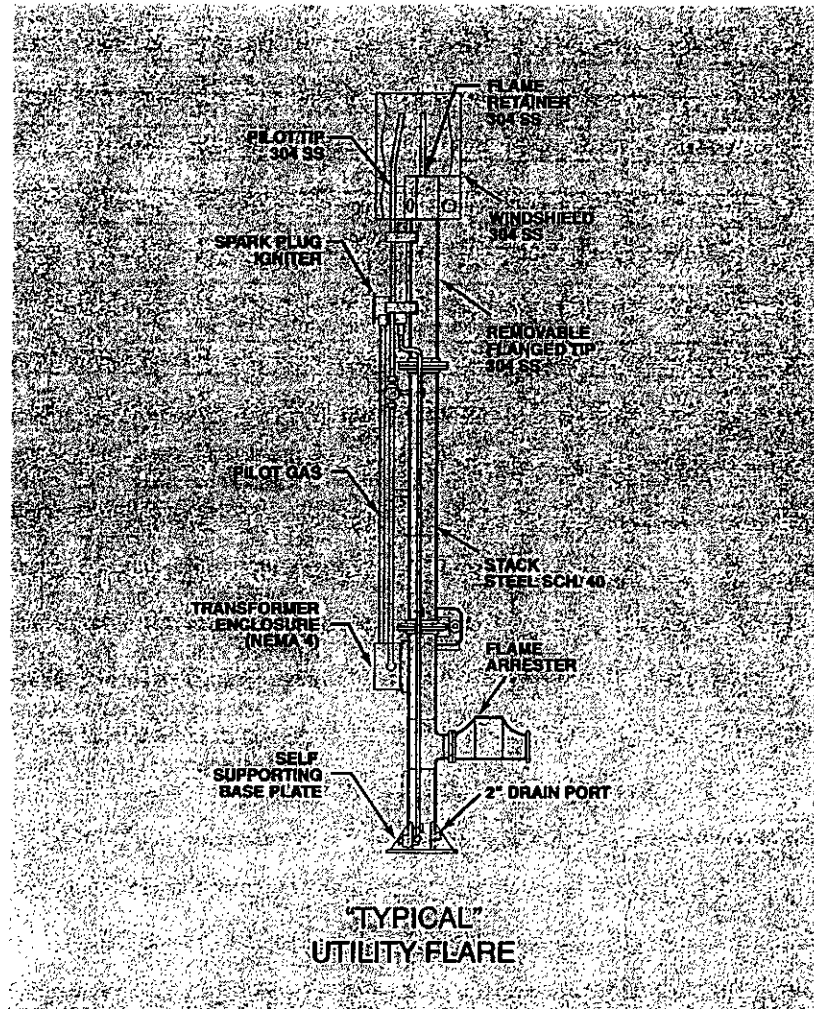 FLAME
RETAINER
304 SS
PILOT TIP
304 SS
WINDSHIELD
304 SS
SPARK PLUG
IGNITER
REMOVABLE
FLANGED TIP
304 SS
PILOT GAS
STACK
STEEL SCH. 40
TRANSFORMER
ENCLOSURE
(NEMA 4)
FLAME
ARRESTER
SELF
SUPPORTING
BASE PLATE
2" DRAIN PORT
"TYPICAL"
UTILITY FLARE